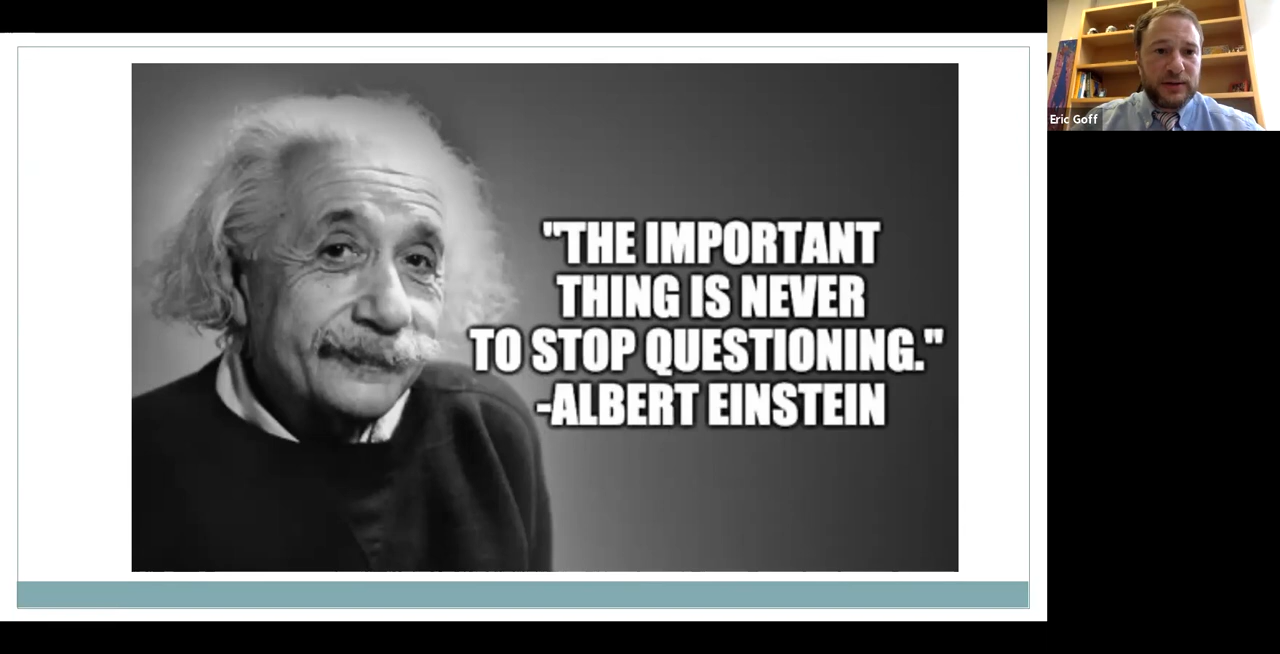 "THE IMPORTANT
THING IS NEVER
TO STOP QUESTIONING."
-ALBERT EINSTEIN
Eric Goff